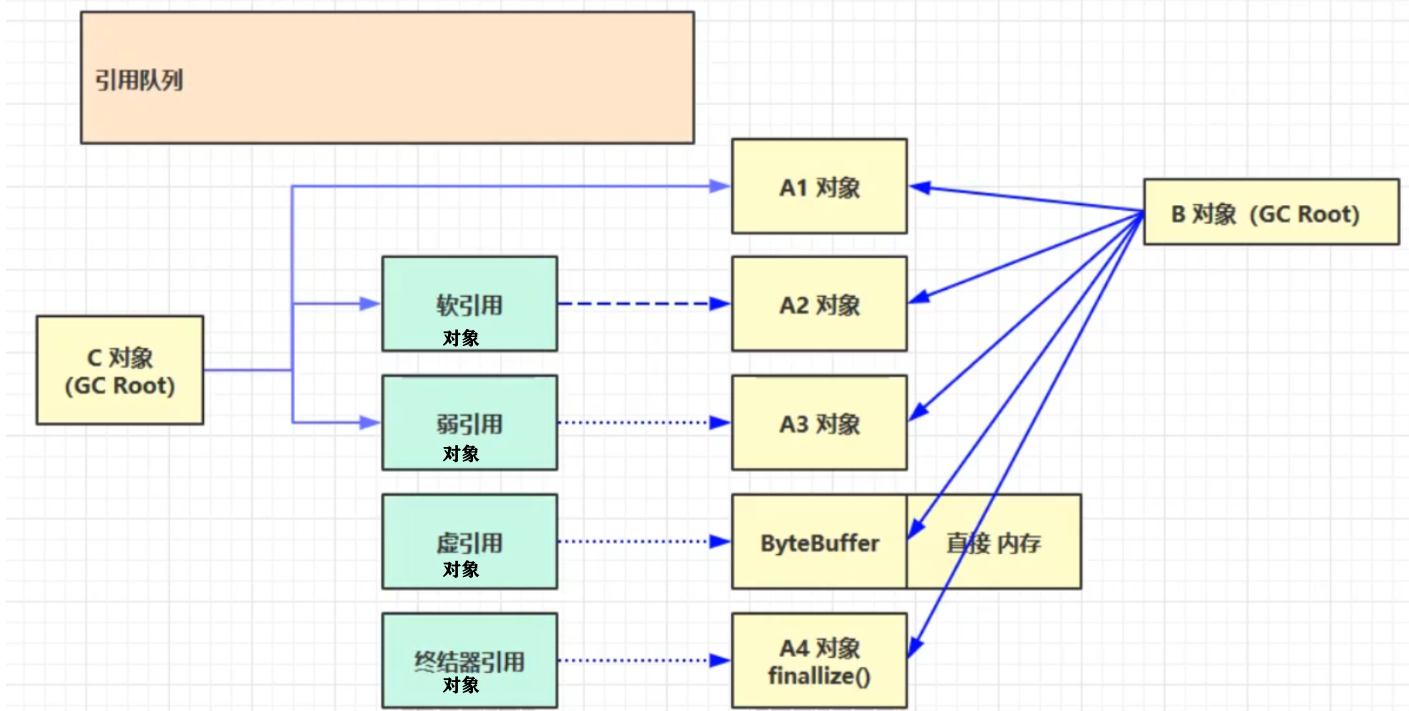 引用队列
A1 对象
B 对象（GC Root）
软引用
对象
A2 对象
C 对象
(GC Root)
弱引用
对象
A3 对象
虚引用
对象
ByteBuffer
直接 内存
终结器引用
对象
A4 对象
finallize()